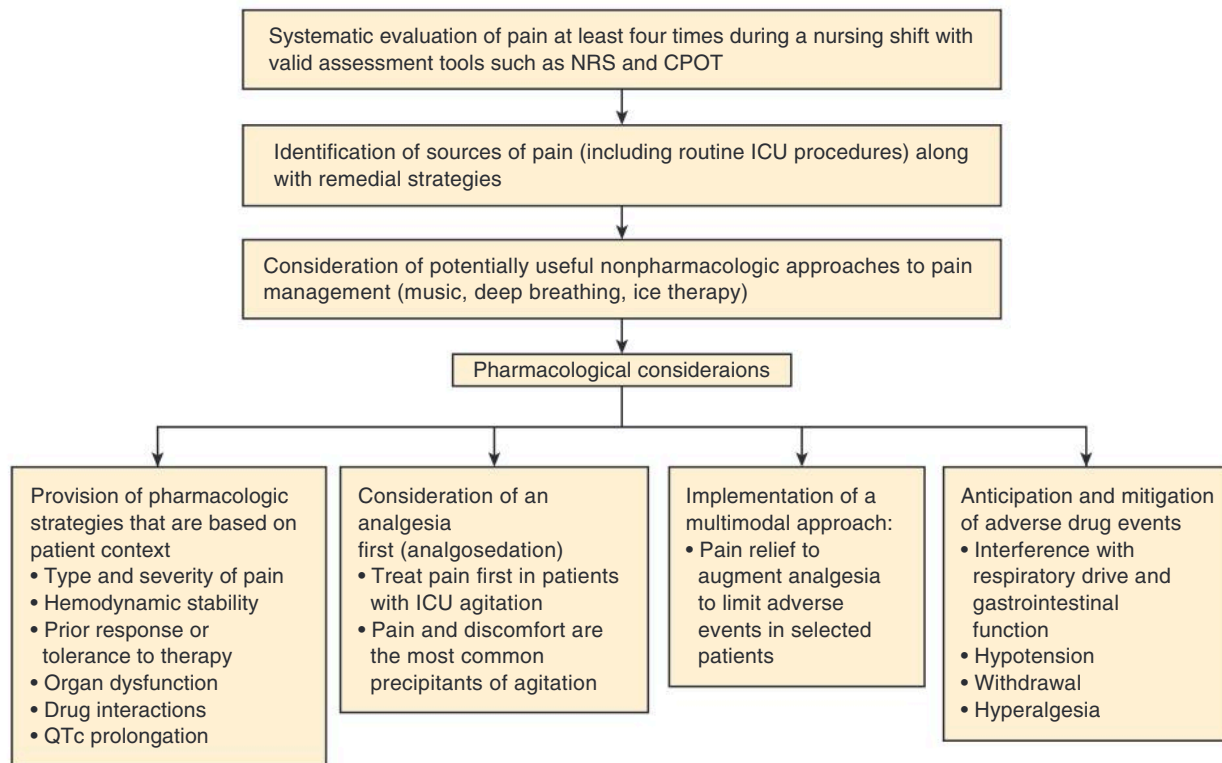 Systematic evaluation of pain at least four times during a nursing shift with
valid assessment tools such as NRS and CPOT
Identification of sources of pain (including routine ICU procedures) along
with remedial strategies
Consideration of potentially useful nonpharmacologic approaches to pain
management (music, deep breathing, ice therapy)
Pharmacological consideraions
Provision of pharmacologic
strategies that are based on
patient context
• Type and severity of pain
• Hemodynamic stability
• Prior response or
tolerance to therapy
• Organ dysfunction
• Drug interactions
• QTc prolongation
Consideration of an
analgesia
first (analgosedation)
• Treat pain first in patients
with ICU agitation
• Pain and discomfort are
the most common
precipitants of agitation
Implementation of a
multimodal approach:
• Pain relief to
augment analgesia
to limit adverse
events in selected
patients
Anticipation and mitigation
of adverse drug events
• Interference with
respiratory drive and
gastrointestinal
function
• Hypotension
• Withdrawal
• Hyperalgesia